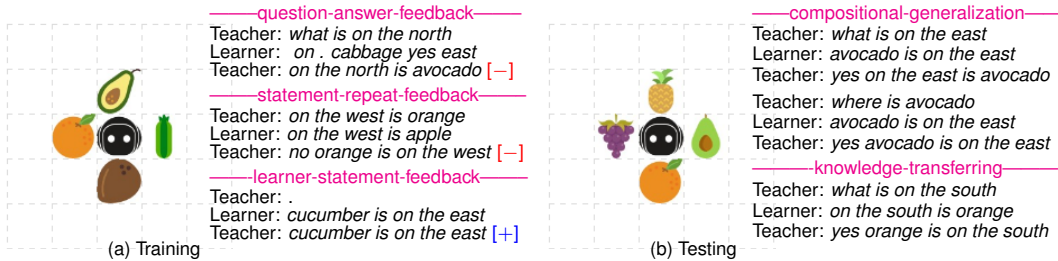 question-answer-feedback
Teacher: what is on the north
Learner: on . cabbage yes east
Teacher: on the north is avocado [−]
statement-repeat-feedback
Teacher: on the west is orange
Learner: on the west is apple
Teacher: no orange is on the west [−]
learner-statement-feedback
Teacher: .
Learner: cucumber is on the east
Teacher: cucumber is on the east [+]
(a) Training
compositional-generalization
Teacher: what is on the east
Learner: avocado is on the east
Teacher: yes on the east is avocado
Teacher: where is avocado
Learner: avocado is on the east
Teacher: yes avocado is on the east
knowledge-transferring
Teacher: what is on the south
Learner: on the south is orange
Teacher: yes orange is on the south
(b) Testing